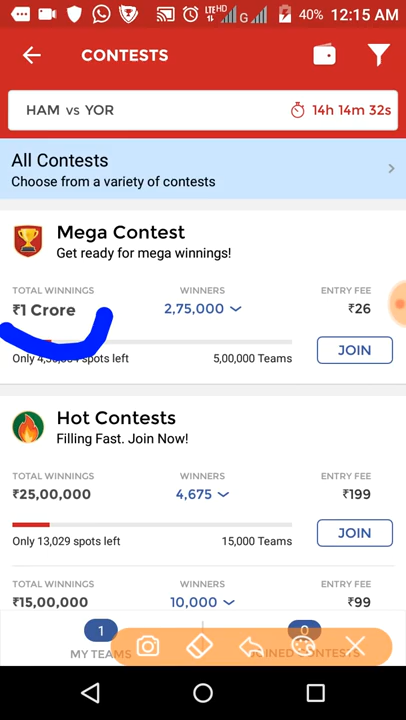 LTE HD G 40% 12:15 AM
CONTESTS
HAM vs YOR 14h 14m 32s
All Contests
Choose from a variety of contests
Mega Contest
Get ready for mega winnings!
TOTAL WINNINGS WINNERS ENTRY FEE
₹1 Crore 2,75,000 ₹26
Only spots left 5,00,000 Teams JOIN
Hot Contests
Filling Fast. Join Now!
TOTAL WINNINGS WINNERS ENTRY FEE
₹25,00,000 4,675 ₹199
Only 13,029 spots left 15,000 Teams JOIN
TOTAL WINNINGS WINNERS ENTRY FEE
₹15,00,000 10,000 ₹99
1 0
MY TEAMS JOINED CONTESTS